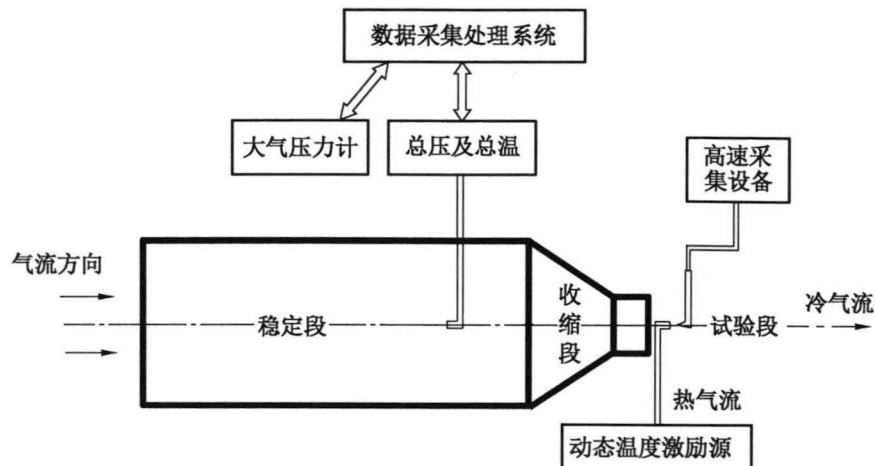 数据采集处理系统
大气压力计
总压及总温
高速采
集设备
气流方向
稳定段
收
缩
段
试验段
冷气流
热气流
动态温度激励源